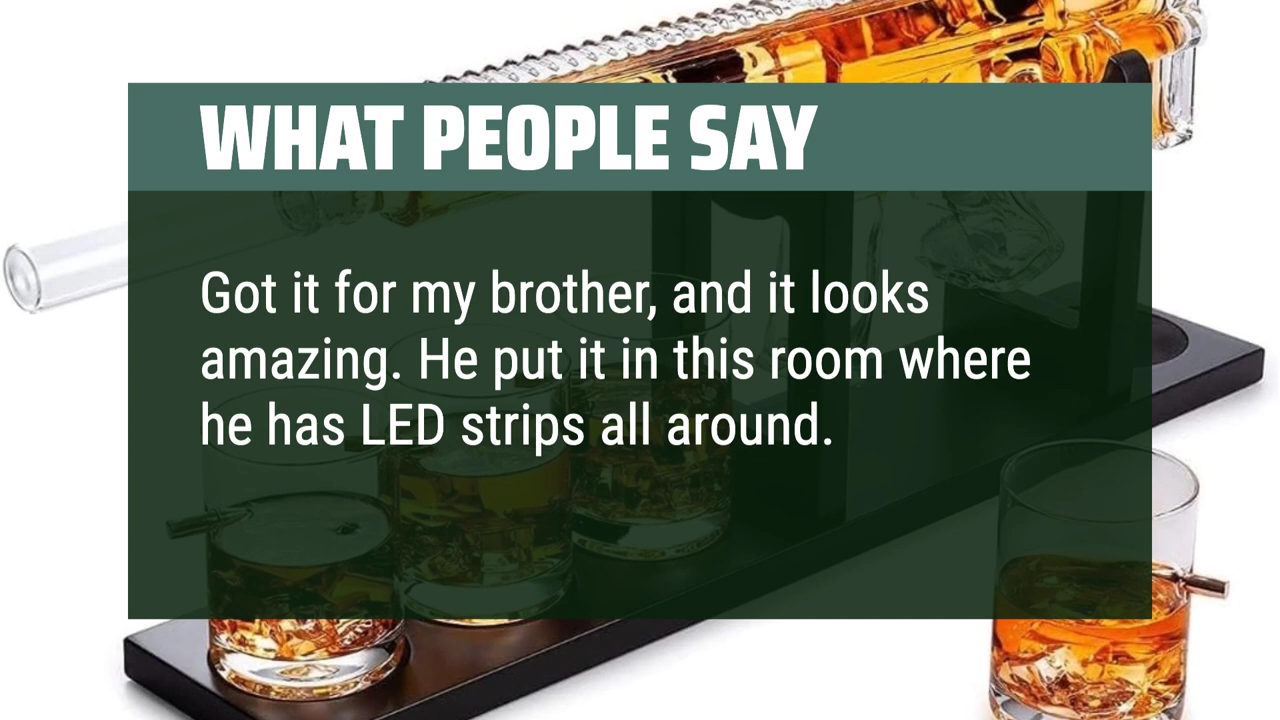 WHAT PEOPLE SAY
Got it for my brother, and it looks
amazing. He put it in this room where
he has LED strips all around.